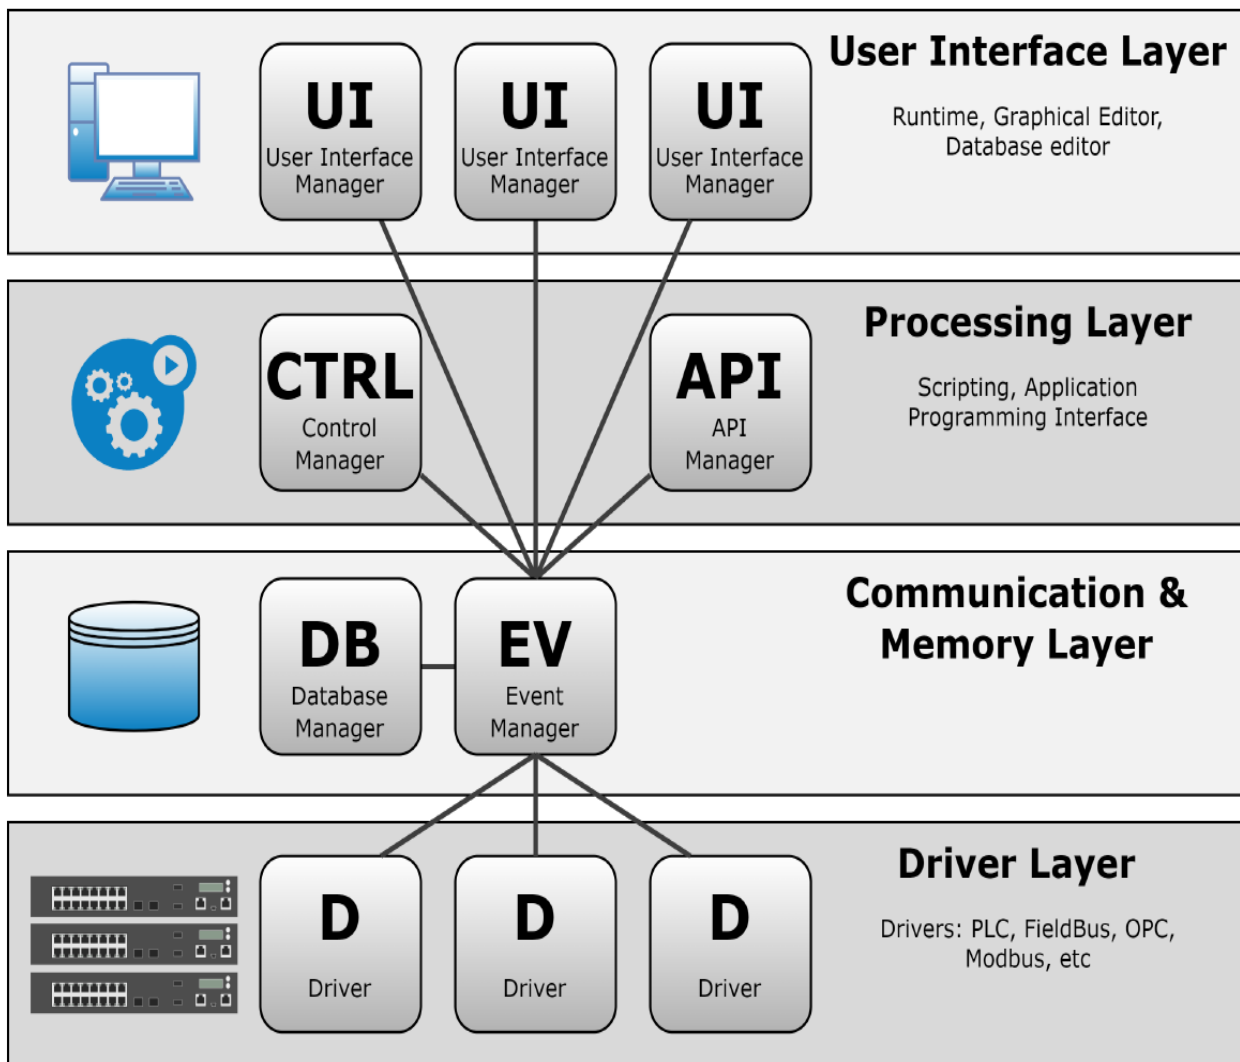 User Interface Layer
Runtime, Graphical Editor,
Database editor
UI
User Interface
Manager
UI
User Interface
Manager
UI
User Interface
Manager
Processing Layer
Scripting, Application
Programming Interface
CTRL
Control
Manager
API
API
Manager
Communication &
Memory Layer
DB
Database
Manager
EV
Event
Manager
Driver Layer
Drivers: PLC, FieldBus, OPC,
Modbus, etc
D
Driver
D
Driver
D
Driver